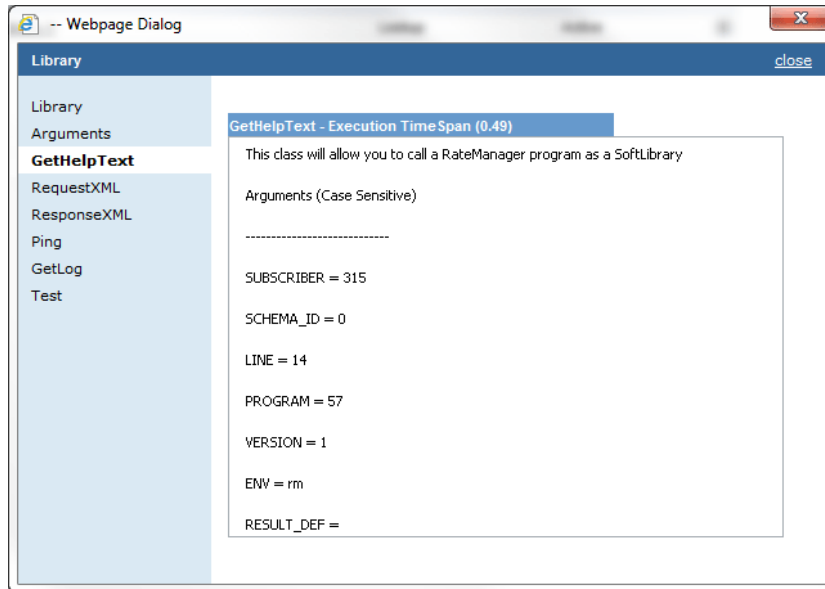 -- Webpage Dialog
Library
close
Library
Arguments
GetHelpText
RequestXML
ResponseXML
Ping
GetLog
Test
GetHelpText - Execution TimeSpan (0.49)
This class will allow you to call a RateManager program as a SoftLibrary
Arguments (Case Sensitive)
----------------------------
SUBSCRIBER = 315
SCHEMA_ID = 0
LINE = 14
PROGRAM = 57
VERSION = 1
ENV = rm
RESULT_DEF =